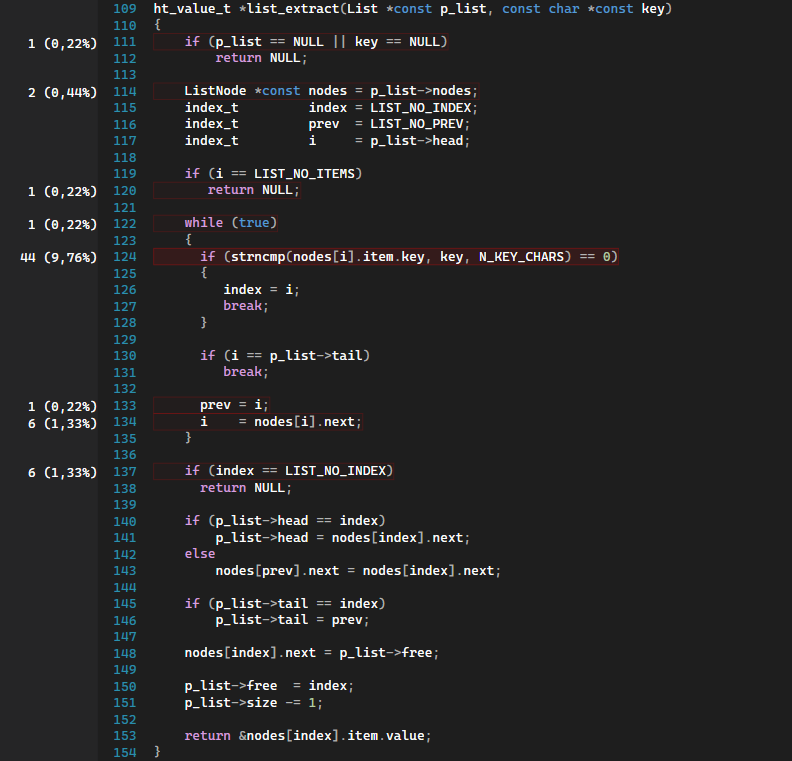 109 ht_value_t *list_extract(List *const p_list, const char *const key)
110 {
1 (0,22%) 111     if (p_list == NULL || key == NULL)
112         return NULL;
113
2 (0,44%) 114     ListNode *const nodes = p_list->nodes;
115     index_t         index = LIST_NO_INDEX;
116     index_t         prev  = LIST_NO_PREV;
117     index_t         i     = p_list->head;
118
119     if (i == LIST_NO_ITEMS)
1 (0,22%) 120        return NULL;
121
1 (0,22%) 122     while (true)
123     {
44 (9,76%) 124       if (strncmp(nodes[i].item.key, key, N_KEY_CHARS) == 0)
125       {
126          index = i;
127          break;
128       }
129
130       if (i == p_list->tail)
131          break;
132
1 (0,22%) 133       prev = i;
6 (1,33%) 134       i    = nodes[i].next;
135     }
136
6 (1,33%) 137     if (index == LIST_NO_INDEX)
138       return NULL;
139
140     if (p_list->head == index)
141         p_list->head = nodes[index].next;
142     else
143         nodes[prev].next = nodes[index].next;
144
145     if (p_list->tail == index)
146         p_list->tail = prev;
147
148     nodes[index].next = p_list->free;
149
150     p_list->free  = index;
151     p_list->size -= 1;
152
153     return &nodes[index].item.value;
154 }